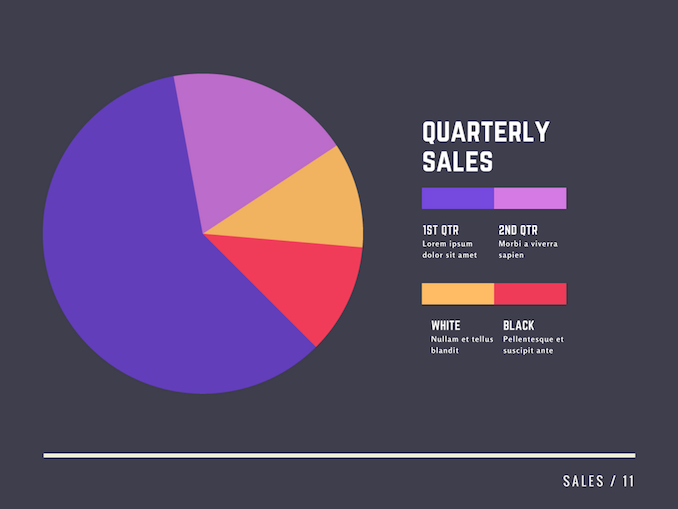 QUARTERLY
SALES
1ST QTR
Lorem ipsum
dolor sit amet
2ND QTR
Morbi a viverra
sapien
WHITE
Nullam et tellus
blandit
BLACK
Pellentesque et
suscipit ante
SALES / 11